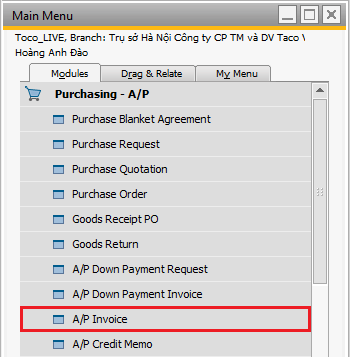 Main Menu
Toco_LIVE, Branch: Trụ sở Hà Nội Công ty CP TM và DV Taco \
Hoàng Anh Đào
Modules Drag & Relate My Menu
Purchasing - A/P
Purchase Blanket Agreement
Purchase Request
Purchase Quotation
Purchase Order
Goods Receipt PO
Goods Return
A/P Down Payment Request
A/P Down Payment Invoice
A/P Invoice
A/P Credit Memo